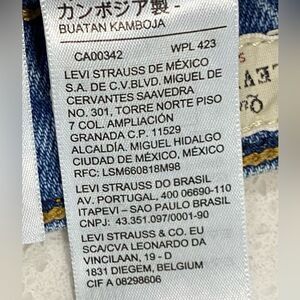 カンボジア製 -
BUATAN KAMBOJA
CA00342 WPL 423
LEVI STRAUSS DE MÉXICO
S.A. DE C.V.BLVD. MIGUEL DE
CERVANTES SAAVEDRA
NO. 301, TORRE NORTE PISO
7 COL.AMPLIACIÓN
GRANADA C.P. 11529
ALCALDÍA. MIGUEL HIDALGO
CIUDAD DE MÉXICO, MÉXICO
RFC: LSM660818M98
LEVI STRAUSS DO BRASIL
AV. PORTUGAL, 400 06690-110
ITAPEVI – SAO PAULO BRASIL
CNPJ: 43.351.097/0001-90
LEVI STRAUSS & CO. EU
SCA/CVA LEONARDO DA
VINCILAAN, 19 - D
1831 DIEGEM, BELGIUM
CIF A 08298606